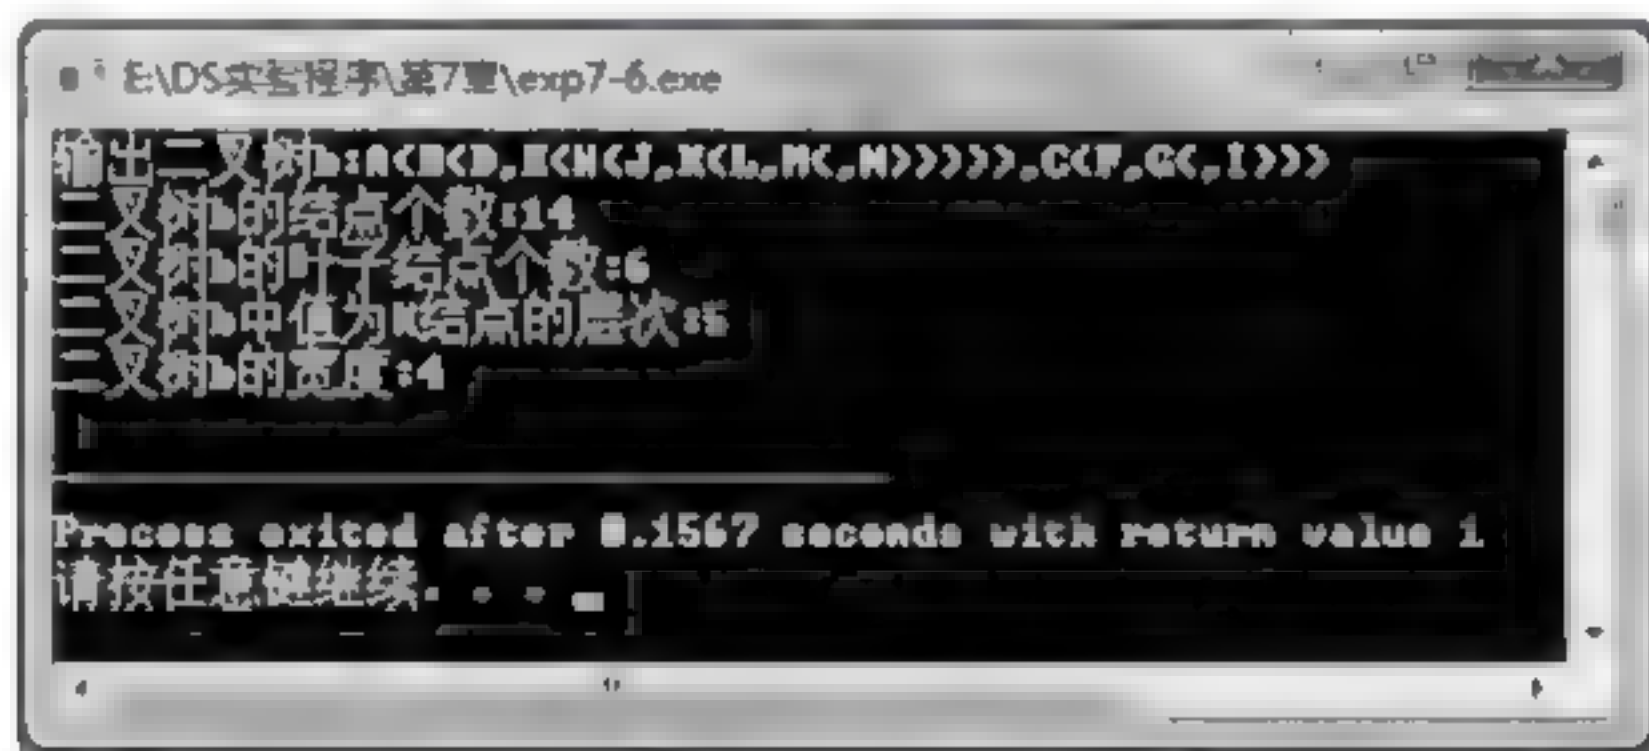 E:\DS实验程序\第7章\exp7-6.exe
输出二叉树b:A(B(D,E(H(J,K(L,M(,N))))),C(F,G(,I)))
二叉树b的结点个数:14
二叉树b的叶子结点个数:6
二叉树b中值为K结点的层次:5
二叉树b的宽度:4
Process exited after 0.1567 seconds with return value 1
请按任意键继续. . .